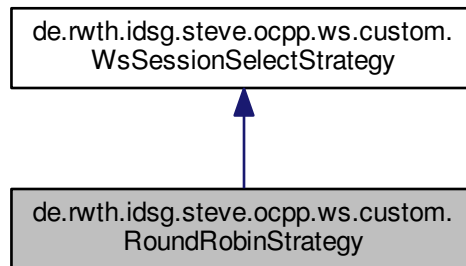 de.rwth.idsg.steve.ocpp.ws.custom.
WsSessionSelectStrategy
de.rwth.idsg.steve.ocpp.ws.custom.
RoundRobinStrategy